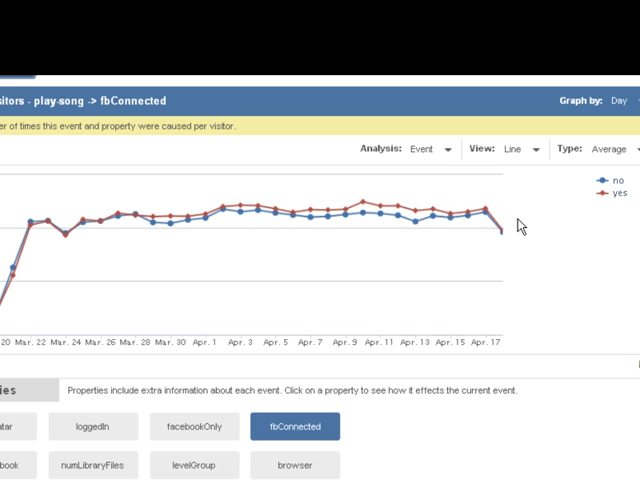 itors - play-song -> fbConnected
Graph by: Day
er of times this event and property were caused per visitor.
Analysis: Event View: Line Type: Average
no
yes
20 Mar. 22 Mar. 24 Mar. 26 Mar. 28 Mar. 30 Apr. 1 Apr. 3 Apr. 5 Apr. 7 Apr. 9 Apr. 11 Apr. 13 Apr. 15 Apr. 17
ies Properties include extra information about each event. Click on a property to see how it effects the current event.
tar loggedIn facebookOnly fbConnected
book numLibraryFiles levelGroup browser